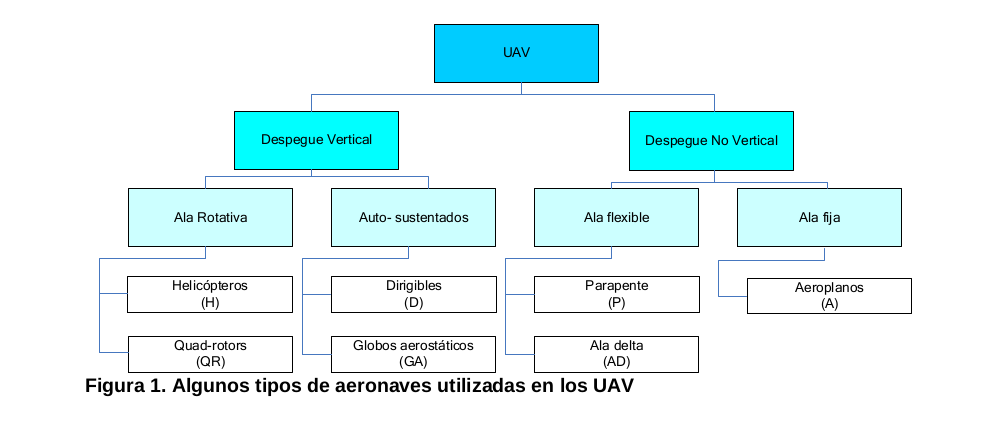 UAV
Despegue Vertical
Despegue No Vertical
Ala Rotativa
Auto- sustentados
Ala flexible
Ala fija
Helicópteros
(H)
Dirigibles
(D)
Parapente
(P)
Aeroplanos
(A)
Quad-rotors
(QR)
Globos aerostáticos
(GA)
Ala delta
(AD)
Figura 1. Algunos tipos de aeronaves utilizadas en los UAV